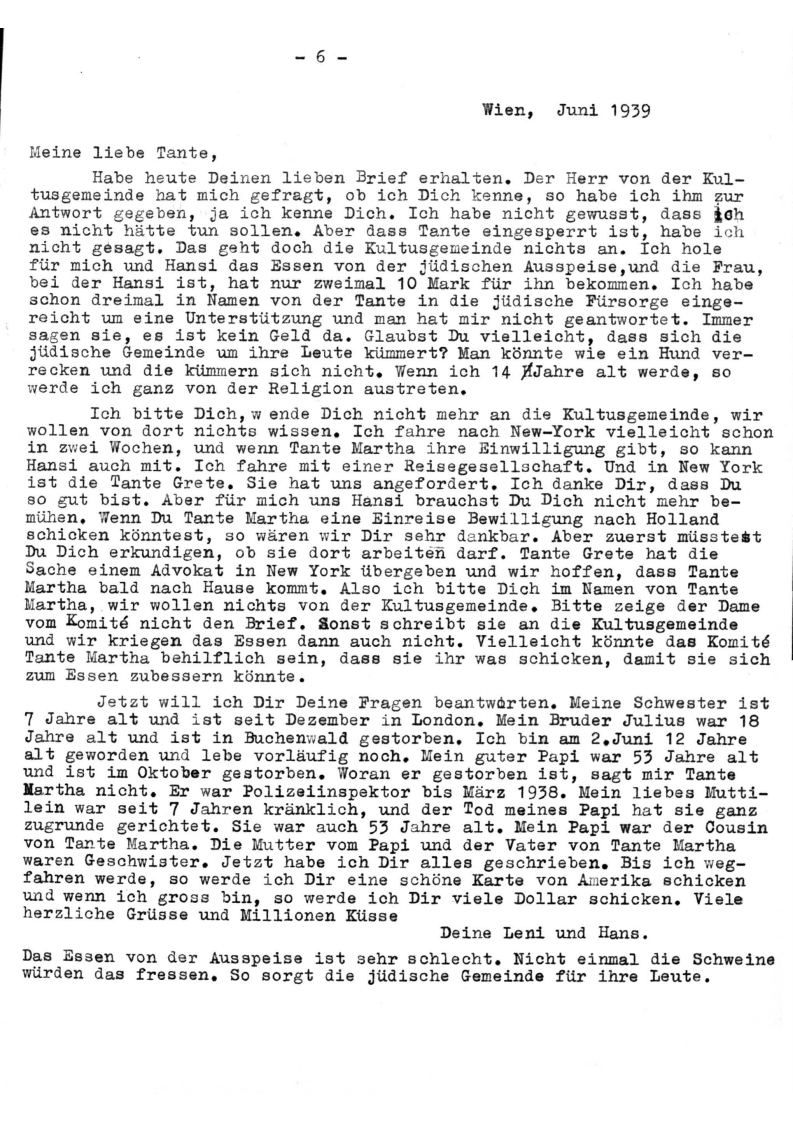 - 6 -
Wien, Juni 1939
Meine liebe Tante,
Habe heute Deinen lieben Brief erhalten. Der Herr von der Kul-
tusgemeinde hat mich gefragt, ob ich Dich kenne, so habe ich ihm zur
Antwort gegeben, ja ich kenne Dich. Ich habe nicht gewusst, dass ich
es nicht hätte tun sollen. Aber dass Tante eingesperrt ist, habe ich
nicht gesagt. Das geht doch die Kultusgemeinde nichts an. Ich hole
für mich und Hansi das Essen von der jüdischen Ausspeise,und die Frau,
bei der Hansi ist, hat nur zweimal 10 Mark für ihn bekommen. Ich habe
schon dreimal in Namen von der Tante in die jüdische Fürsorge einge-
reicht um eine Unterstützung und man hat mir nicht geantwortet. Immer
sagen sie, es ist kein Geld da. Glaubst Du vielleicht, dass sich die
jüdische Gemeinde um ihre Leute kümmert? Man könnte wie ein Hund ver-
recken und die kümmern sich nicht. Wenn ich 14 Jahre alt werde, so
werde ich ganz von der Religion austreten.
Ich bitte Dich,w ende Dich nicht mehr an die Kultusgemeinde, wir
wollen von dort nichts wissen. Ich fahre nach New-York vielleicht schon
in zwei Wochen, und wenn Tante Martha ihre Einwilligung gibt, so kann
Hansi auch mit. Ich fahre mit einer Reisegesellschaft. Und in New York
ist die Tante Grete. Sie hat uns angefordert. Ich danke Dir, dass Du
so gut bist. Aber für mich uns Hansi brauchst Du Dich nicht mehr be-
mühen. Wenn Du Tante Martha eine Einreise Bewilligung nach Holland
schicken könntest, so wären wir Dir sehr dankbar. Aber zuerst müsstest
Du Dich erkundigen, ob sie dort arbeiten darf. Tante Grete hat die
Sache einem Advokat in New York übergeben und wir hoffen, dass Tante
Martha bald nach Hause kommt. Also ich bitte Dich im Namen von Tante
Martha, wir wollen nichts von der Kultusgemeinde. Bitte zeige der Dame
vom Komité nicht den Brief. Sonst schreibt sie an die Kultusgemeinde
und wir kriegen das Essen dann auch nicht. Vielleicht könnte das Komité
Tante Martha behilflich sein, dass sie ihr was schicken, damit sie sich
zum Essen zubessern könnte.
Jetzt will ich Dir Deine Fragen beantworten. Meine Schwester ist
7 Jahre alt und ist seit Dezember in London. Mein Bruder Julius war 18
Jahre alt und ist in Buchenwald gestorben. Ich bin am 2.Juni 12 Jahre
alt geworden und lebe vorläufig noch. Mein guter Papi war 53 Jahre alt
und ist im Oktober gestorben. Woran er gestorben ist, sagt mir Tante
Martha nicht. Er war Polizeiinspektor bis März 1938. Mein liebes Mutti-
lein war seit 7 Jahren kränklich, und der Tod meines Papi hat sie ganz
zugrunde gerichtet. Sie war auch 53 Jahre alt. Mein Papi war der Cousin
von Tante Martha. Die Mutter vom Papi und der Vater von Tante Martha
waren Geschwister. Jetzt habe ich Dir alles geschrieben. Bis ich weg-
fahren werde, so werde ich Dir eine schöne Karte von Amerika schicken
und wenn ich gross bin, so werde ich Dir viele Dollar schicken. Viele
herzliche Grüsse und Millionen Küsse
Deine Leni und Hans.
Das Essen von der Ausspeise ist sehr schlecht. Nicht einmal die Schweine
würden das fressen. So sorgt die jüdische Gemeinde für ihre Leute.